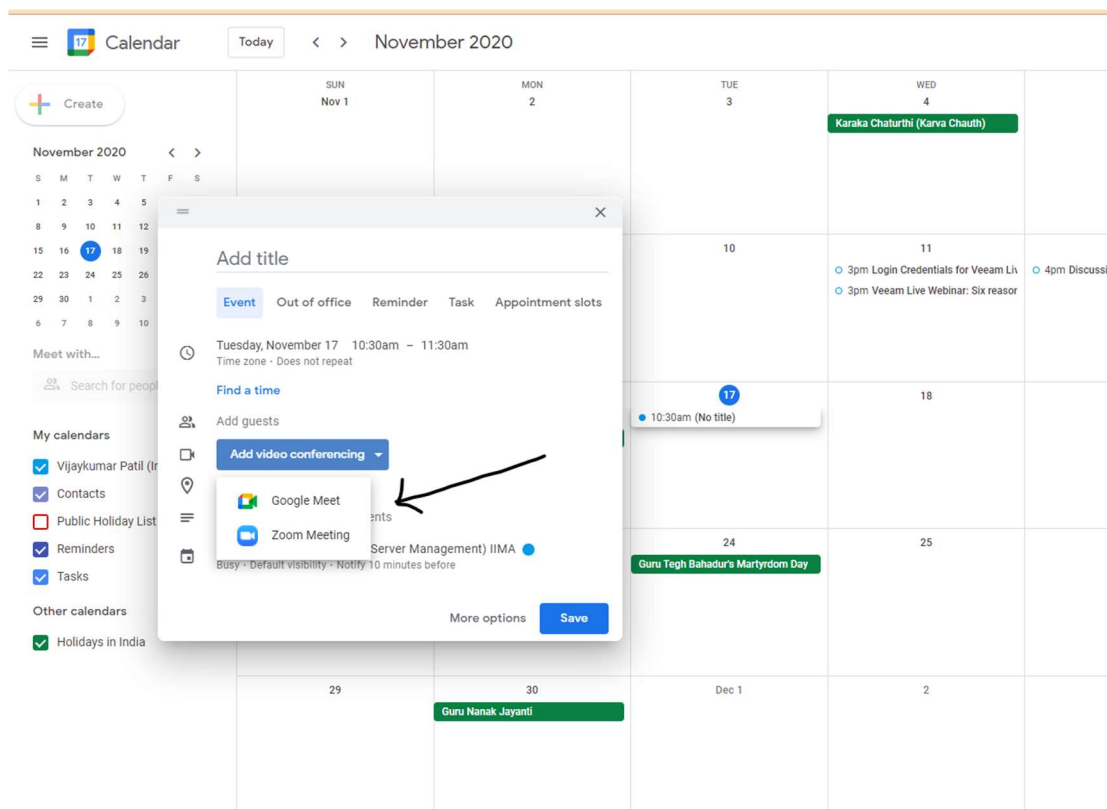 17 Calendar Today < > November 2020
Create
November 2020 < >
S M T W T F S
1 2 3 4 5
8 9 10 11 12
15 16 17 18 19
22 23 24 25 26
29 30 1 2 3
6 7 8 9 10
Meet with...
Search for peopl
My calendars
Vijaykumar Patil (Ir
Contacts
Public Holiday List
Reminders
Tasks
Other calendars
Holidays in India
Add title
Event Out of office Reminder Task Appointment slots
Tuesday, November 17 10:30am – 11:30am
Time zone · Does not repeat
Find a time
Add guests
Add video conferencing
Google Meet
Zoom Meeting
ents
Server Management) IIMA
Busy · Default visibility · Notify 10 minutes before
More options Save
SUN MON TUE WED
Nov 1 2 3 4
Karaka Chaturthi (Karva Chauth)
10 11
3pm Login Credentials for Veeam Liv 4pm Discussi
3pm Veeam Live Webinar: Six reasor
17 18
10:30am (No title)
24 25
Guru Tegh Bahadur's Martyrdom Day
29 30 Dec 1 2
Guru Nanak Jayanti